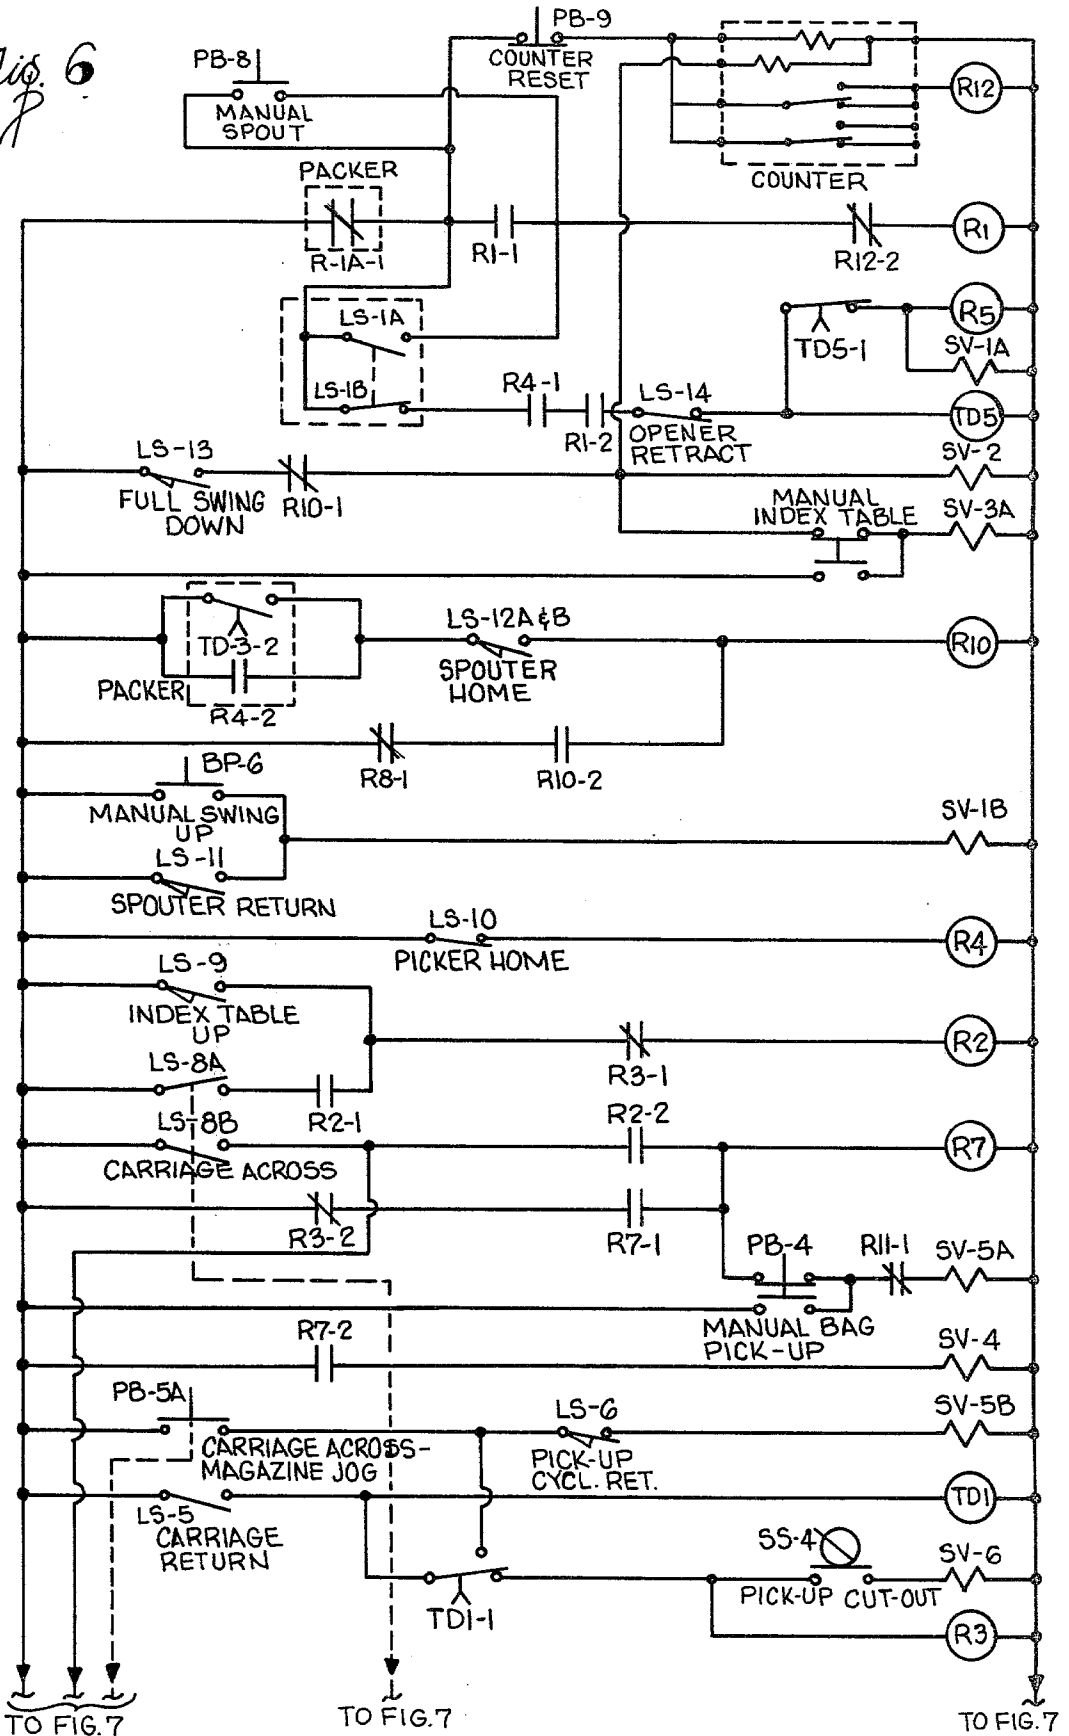 Fig. 6
PB-9
COUNTER
RESET
PB-8
MANUAL
SPOUT
R12
COUNTER
PACKER
R-1A-1
R1-1
R12-2
R1
LS-1A
LS-1B
TD5-1
R5
SV-1A
R4-1
R1-2
LS-14
OPENER
RETRACT
TD5
LS-13
FULL SWING
DOWN
R10-1
SV-2
MANUAL
INDEX TABLE
SV-3A
TD-3-2
PACKER
R4-2
LS-12A&B
SPOUTER
HOME
R10
R8-1
R10-2
BP-6
MANUAL SWING
UP
SV-1B
LS-11
SPOUTER RETURN
LS-10
PICKER HOME
R4
LS-9
INDEX TABLE
UP
R3-1
R2
LS-8A
R2-1
LS-8B
CARRIAGE ACROSS
R2-2
R7
R3-2
R7-1
PB-4
R11-1
SV-5A
MANUAL BAG
PICK-UP
R7-2
SV-4
PB-5A
CARRIAGE ACROSS-
MAGAZINE JOG
LS-6
PICK-UP
CYCL. RET.
SV-5B
LS-5
CARRIAGE
RETURN
TD1
TD1-1
SS-4
PICK-UP CUT-OUT
SV-6
R3
TO FIG.7
TO FIG.7
TO FIG.7